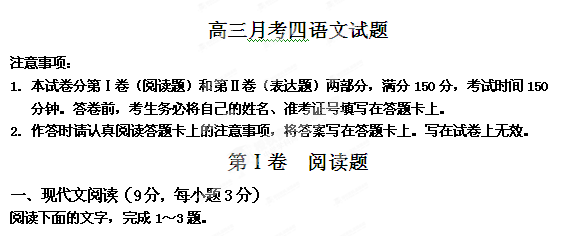 高三月考四语文试题
注意事项：
1. 本试卷分第Ⅰ卷（阅读题）和第Ⅱ卷（表达题）两部分，满分 150 分，考试时间 150
分钟。答卷前，考生务必将自己的姓名、准考证号填写在答题卡上。
2. 作答时请认真阅读答题卡上的注意事项，将答案写在答题卡上。写在试卷上无效。
第Ⅰ卷 阅读题
一、现代文阅读（9 分，每小题 3 分）
阅读下面的文字，完成 1～3 题。